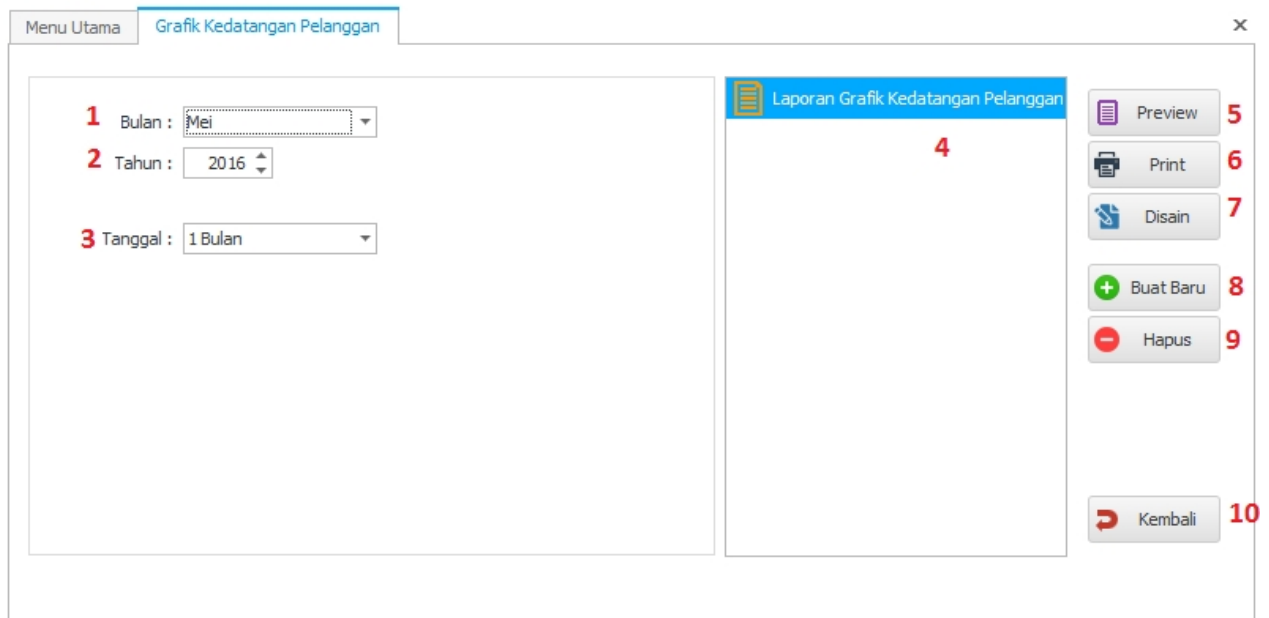 Menu Utama
Grafik Kedatangan Pelanggan
1 Bulan : Mei
2 Tahun : 2016
3 Tanggal : 1 Bulan
Laporan Grafik Kedatangan Pelanggan
4
Preview 5
Print 6
Disain 7
Buat Baru 8
Hapus 9
Kembali 10